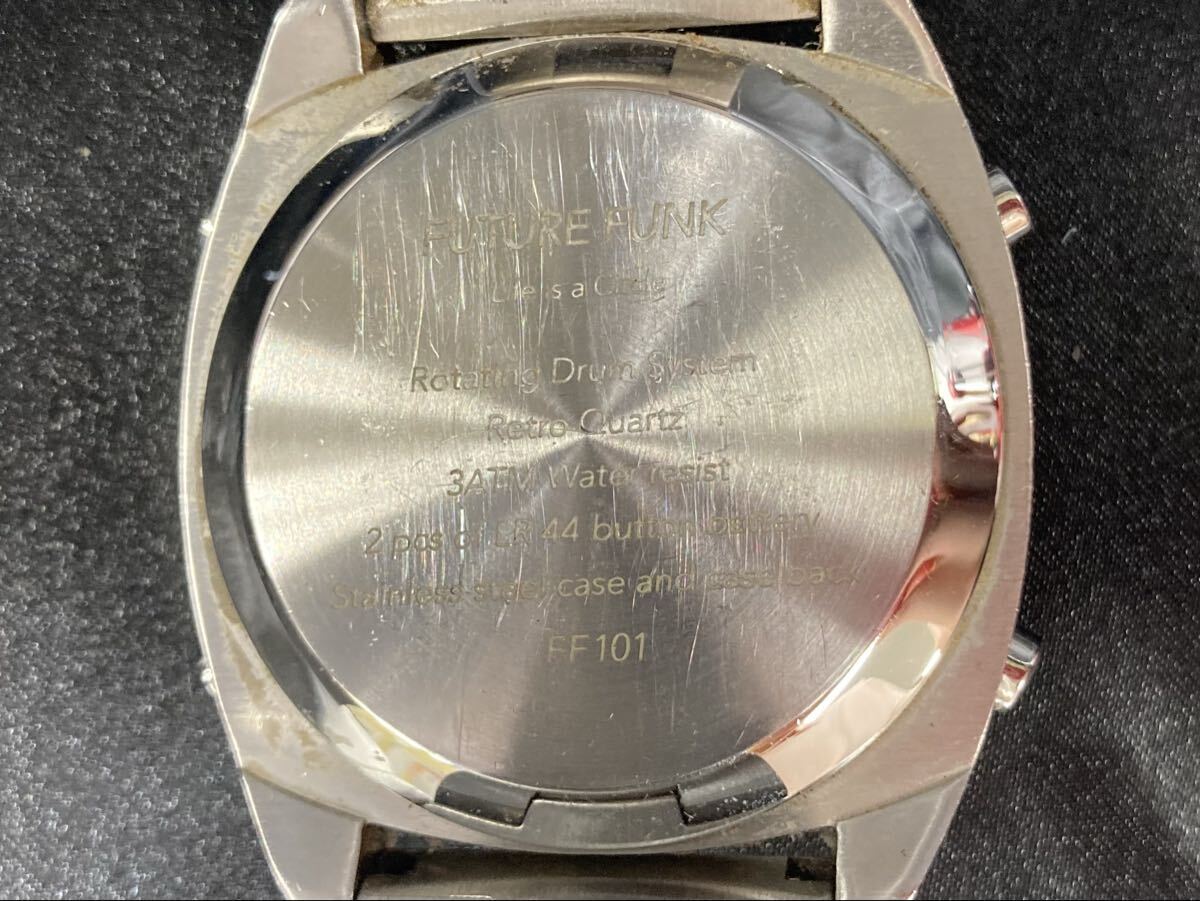 FUTURE FUNK
Life is a Circle
Rotating Drum System
Retro Quartz
3ATM Water resist
2 pcs of LR 44 button battery
Stainless steel case and case back
FF101